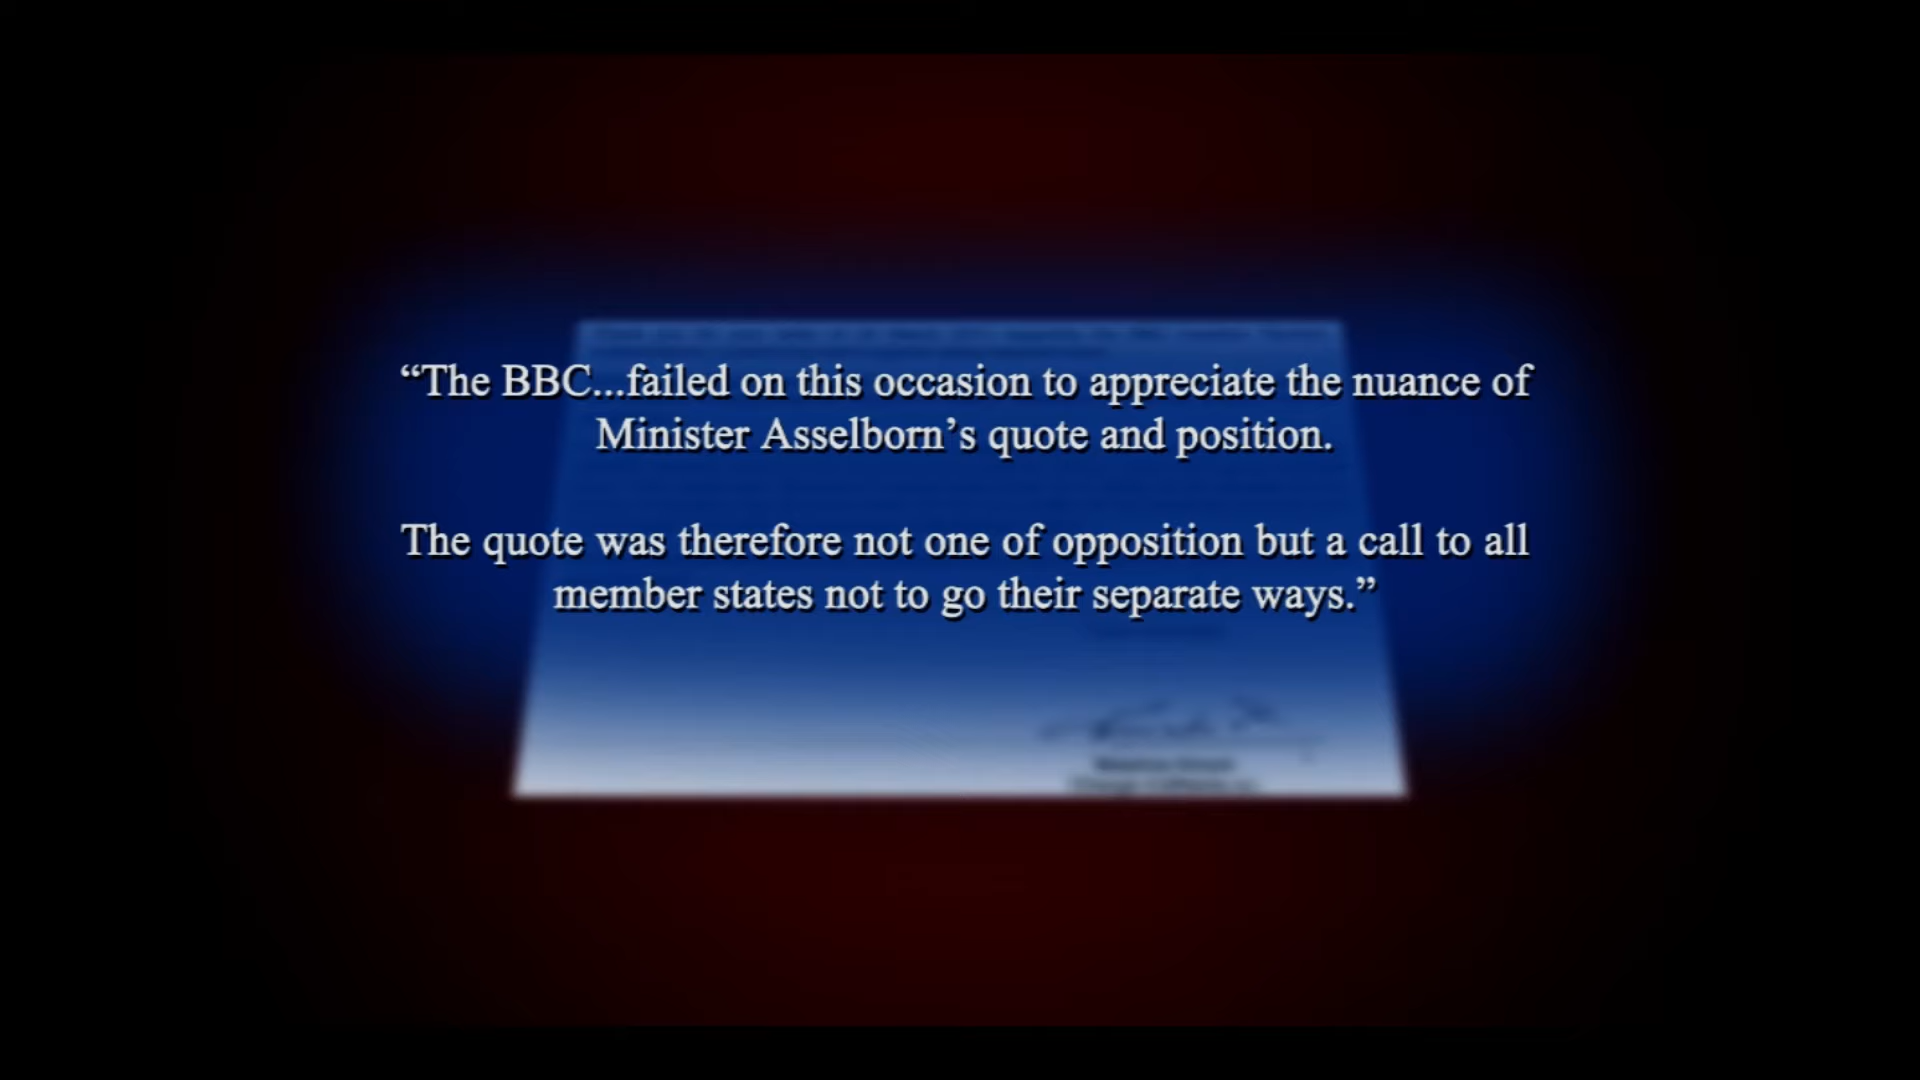 “The BBC...failed on this occasion to appreciate the nuance of
Minister Asselborn’s quote and position.
The quote was therefore not one of opposition but a call to all
member states not to go their separate ways.”